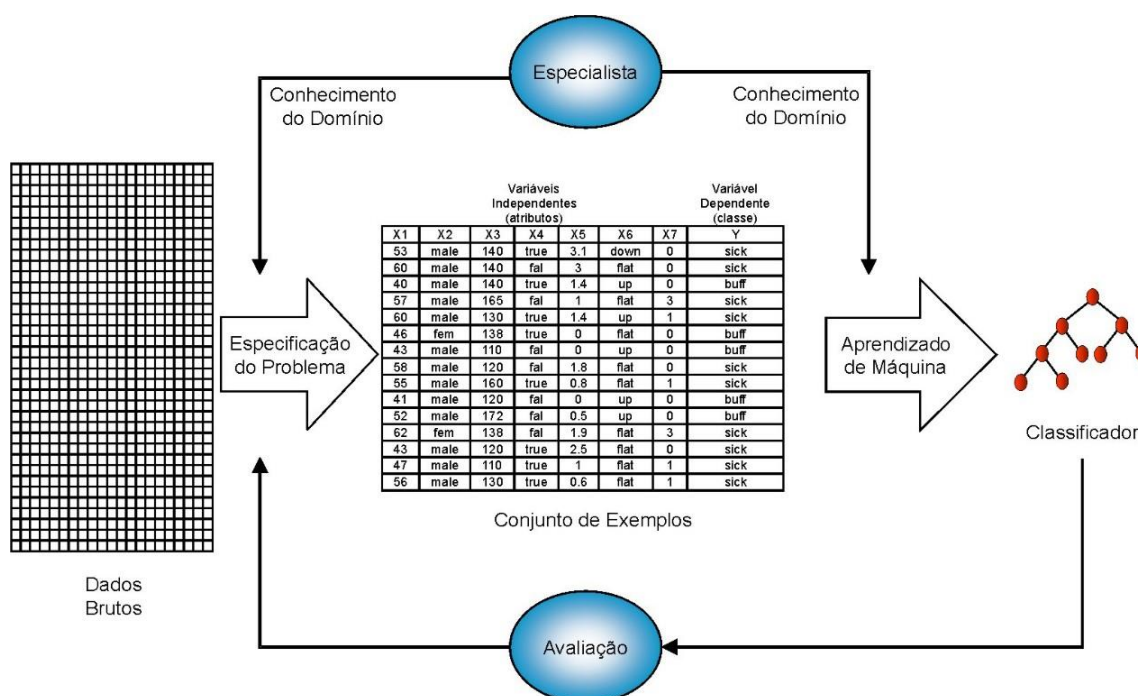 Especialista
Conhecimento
do Domínio
Conhecimento
do Domínio
Variáveis
Independentes
(atributos)
Variável
Dependente
(classe)
X1 X2 X3 X4 X5 X6 X7 Y
53 male 140 true 3.1 down 0 sick
60 male 140 fal 3 flat 0 sick
40 male 140 true 1.4 up 0 buff
57 male 165 fal 1 flat 3 sick
60 male 130 true 1.4 up 1 sick
46 fem 138 true 0 flat 0 buff
43 male 110 fal 0 up 0 buff
58 male 120 fal 1.8 flat 0 sick
55 male 160 true 0.8 flat 1 sick
41 male 120 fal 0 up 0 buff
52 male 172 fal 0.5 up 0 buff
62 fem 138 fal 1.9 flat 3 sick
43 male 120 true 2.5 flat 0 sick
47 male 110 true 1 flat 1 sick
56 male 130 true 0.6 flat 1 sick
Especificação
do Problema
Aprendizado
de Máquina
Classificador
Conjunto de Exemplos
Dados
Brutos
Avaliação